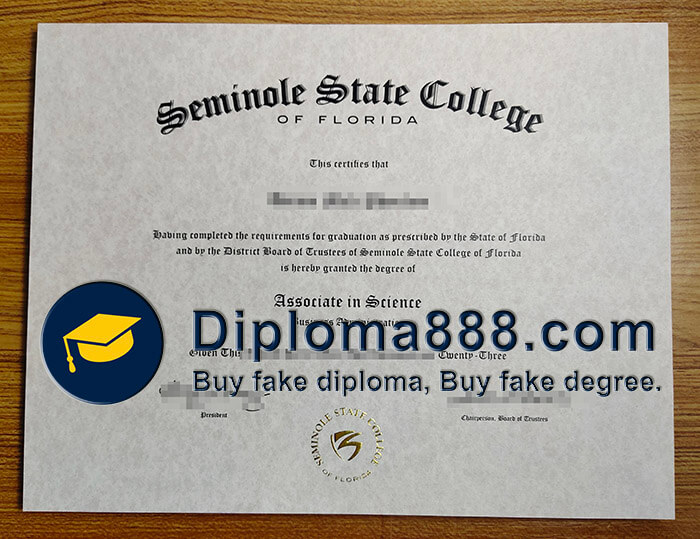 Seminole State College
OF FLORIDA
This certifies that
Having completed the requirements for graduation as prescribed by the State of Florida
and by the District Board of Trustees of Seminole State College of Florida
is hereby granted the degree of
Associate in Science
Business Administration
Diploma888.com
Given This Twenty-Three
Buy fake diploma, Buy fake degree.
President
Chairperson, Board of Trustees
SEMINOLE STATE COLLEGE
OF FLORIDA